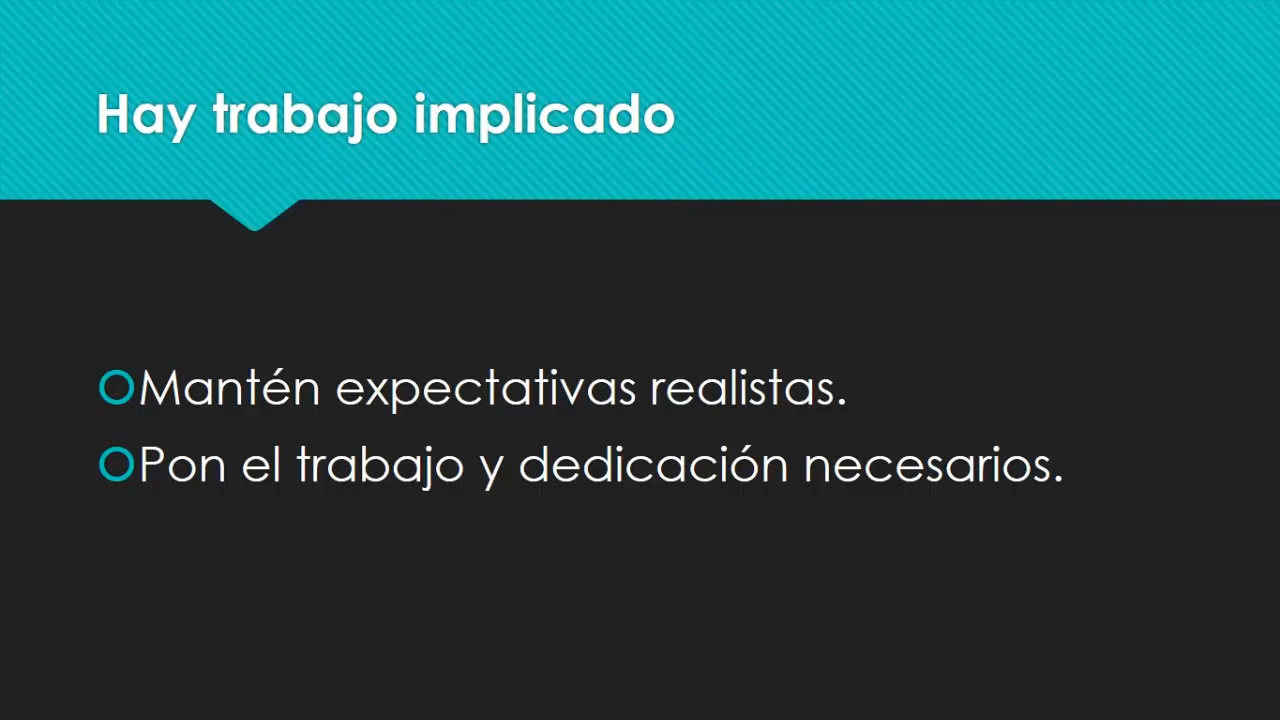 Hay trabajo implicado
Mantén expectativas realistas.
Pon el trabajo y dedicación necesarios.